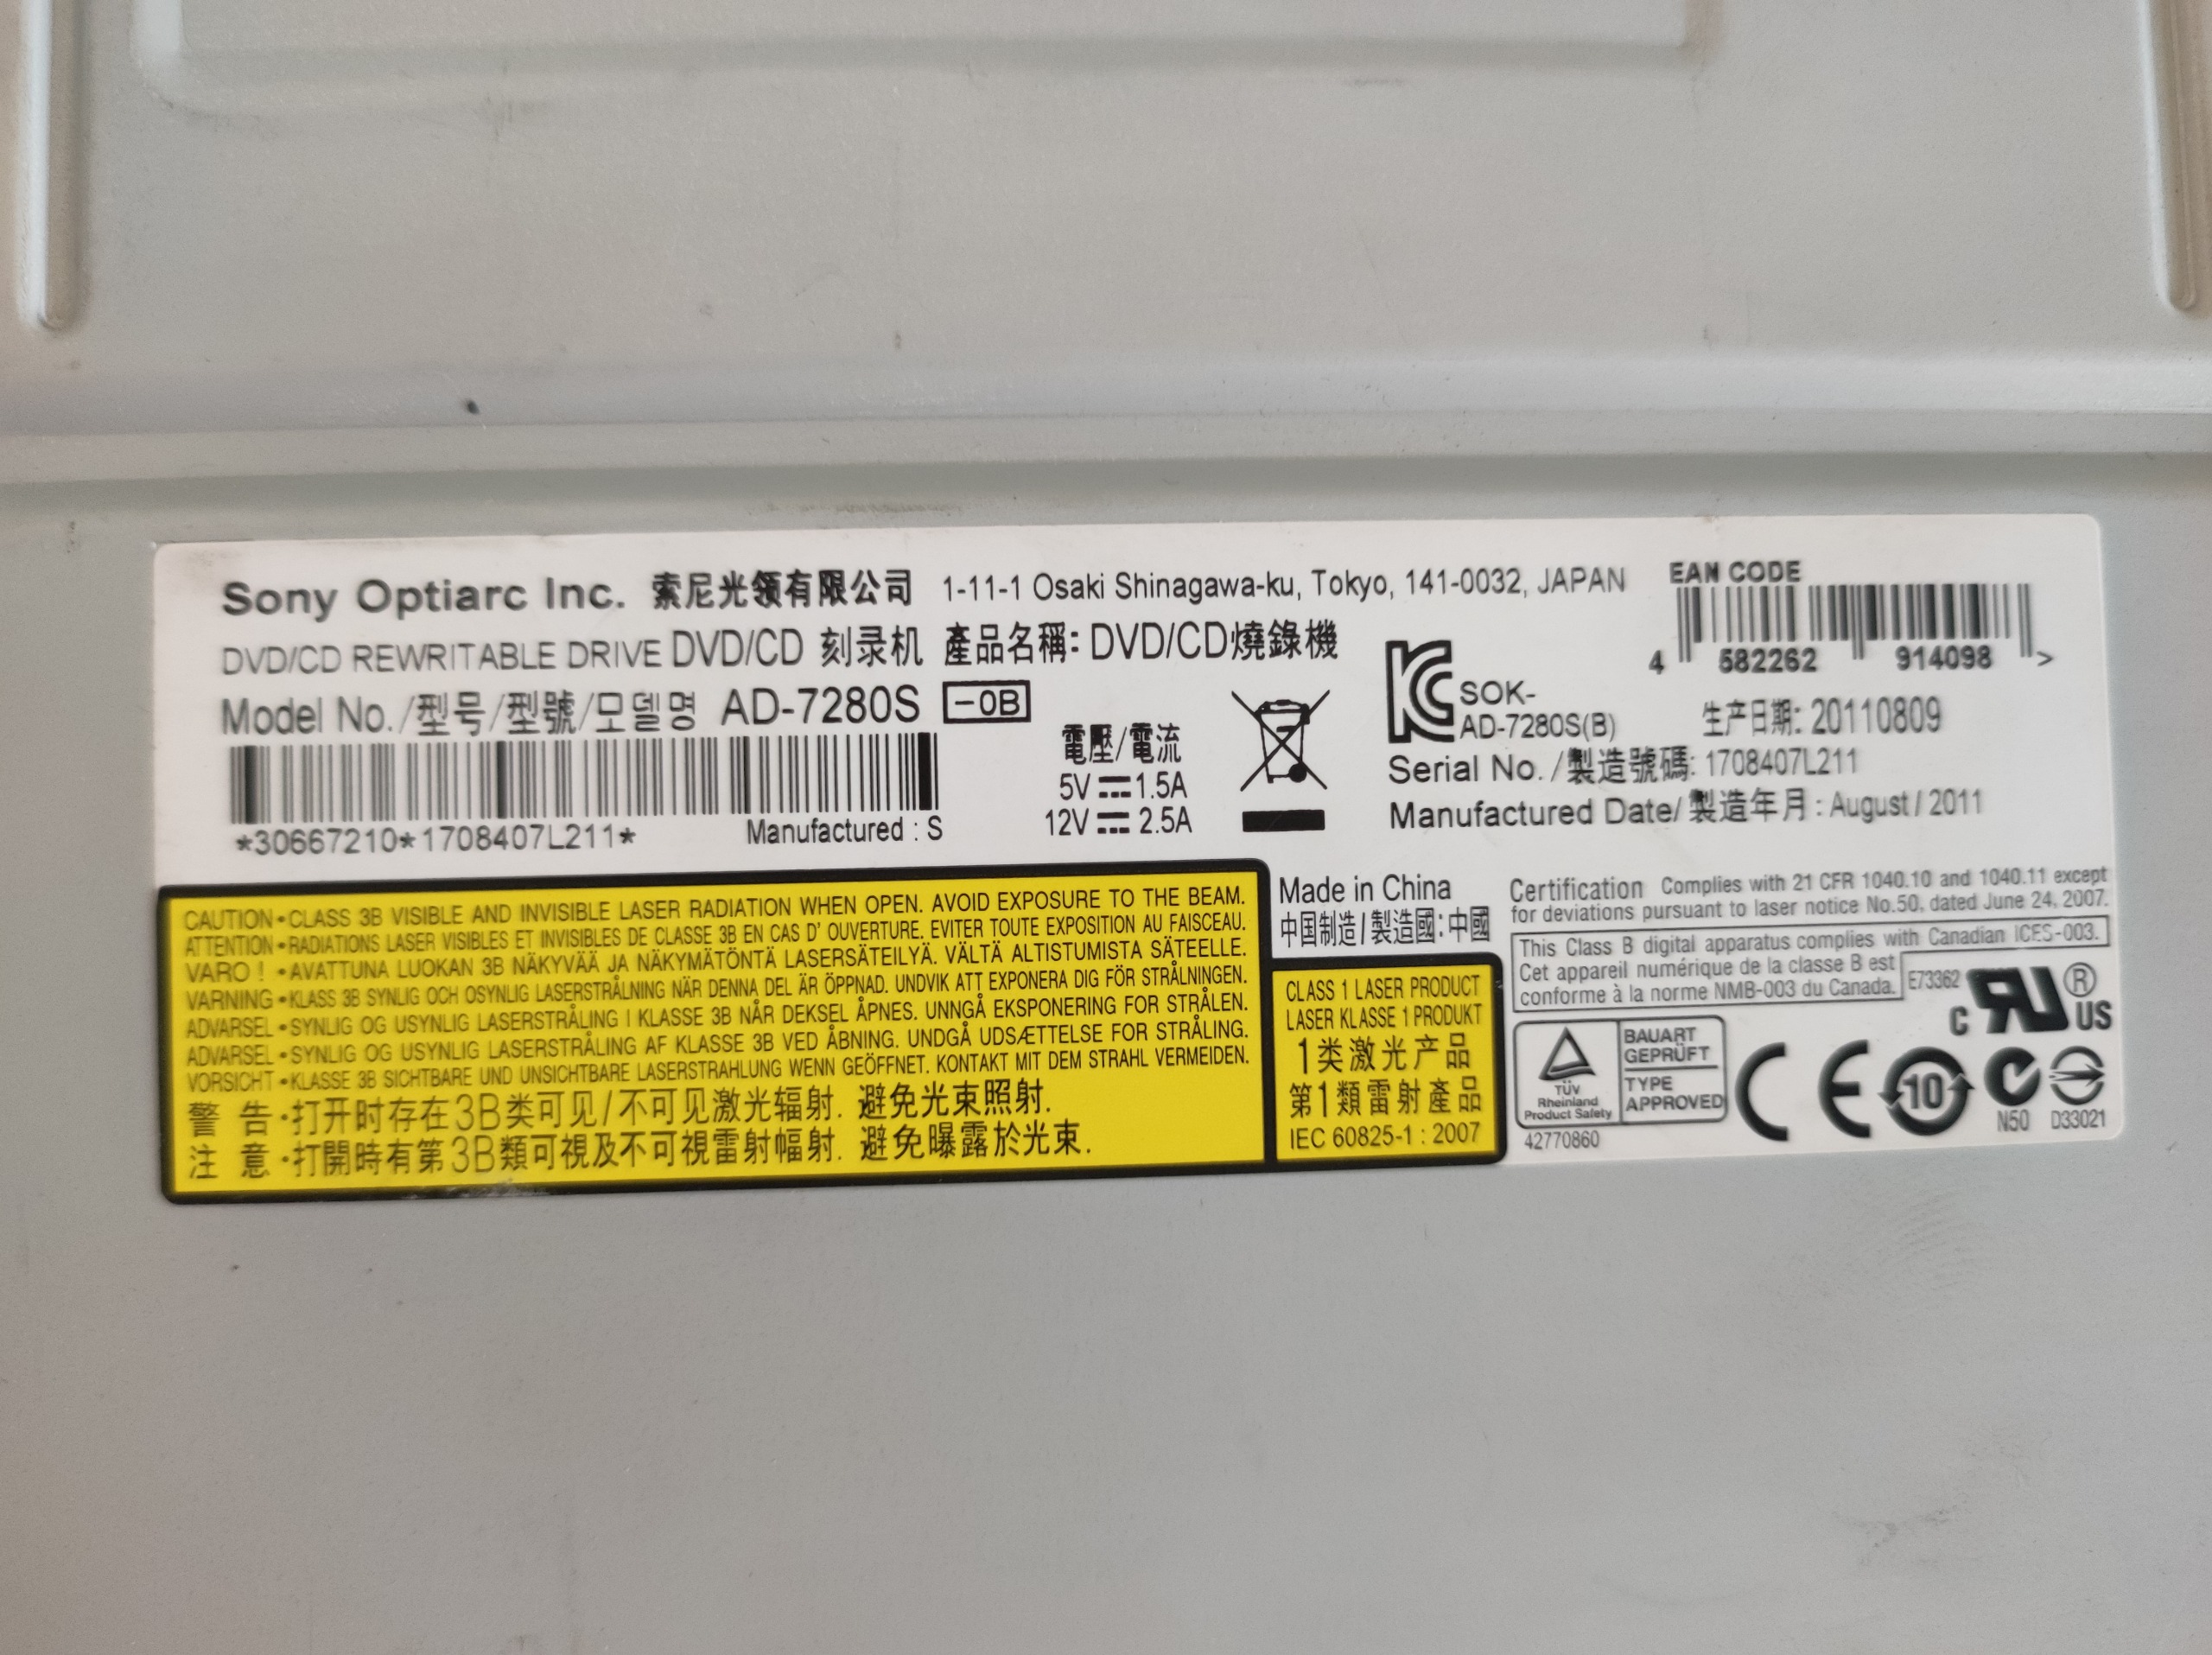 Sony Optiarc Inc. 索尼光领有限公司 1-11-1 Osaki Shinagawa-ku, Tokyo, 141-0032, JAPAN
EAN CODE
4 582262 914098 >
DVD/CD REWRITABLE DRIVE DVD/CD 刻录机 產品名稱: DVD/CD燒錄機
Model No./型号/型號/모델명 AD-7280S -0B
*30667210*1708407L211*
Manufactured : S
電壓/電流
5V ⎓ 1.5A
12V ⎓ 2.5A
SOK-
AD-7280S(B)
生产日期: 20110809
Serial No./製造號碼: 1708407L211
Manufactured Date/ 製造年月 : August / 2011
CAUTION • CLASS 3B VISIBLE AND INVISIBLE LASER RADIATION WHEN OPEN. AVOID EXPOSURE TO THE BEAM.
ATTENTION • RADIATIONS LASER VISIBLES ET INVISIBLES DE CLASSE 3B EN CAS D' OUVERTURE. EVITER TOUTE EXPOSITION AU FAISCEAU.
VARO ! • AVATTUNA LUOKAN 3B NÄKYVÄÄ JA NÄKYMÄTÖNTÄ LASERSÄTEILYÄ. VÄLTÄ ALTISTUMISTA SÄTEELLE.
VARNING • KLASS 3B SYNLIG OCH OSYNLIG LASERSTRÅLNING NÄR DENNA DEL ÄR ÖPPNAD. UNDVIK ATT EXPONERA DIG FÖR STRÅLNINGEN.
ADVARSEL • SYNLIG OG USYNLIG LASERSTRÅLING I KLASSE 3B NÅR DEKSEL ÅPNES. UNNGÅ EKSPONERING FOR STRÅLEN.
ADVARSEL • SYNLIG OG USYNLIG LASERSTRÅLING AF KLASSE 3B VED ÅBNING. UNDGÅ UDSÆTTELSE FOR STRÅLING.
VORSICHT • KLASSE 3B SICHTBARE UND UNSICHTBARE LASERSTRAHLUNG WENN GEÖFFNET. KONTAKT MIT DEM STRAHL VERMEIDEN.
警 告 · 打开时存在3B类可见/不可见激光辐射. 避免光束照射.
注 意 · 打開時有第3B類可視及不可視雷射幅射. 避免曝露於光束.
Made in China
中国制造/製造國: 中國
CLASS 1 LASER PRODUCT
LASER KLASSE 1 PRODUKT
1类激光产品
第1類雷射產品
IEC 60825-1 : 2007
Certification Complies with 21 CFR 1040.10 and 1040.11 except
for deviations pursuant to laser notice No.50, dated June 24, 2007.
This Class B digital apparatus complies with Canadian ICES-003.
Cet appareil numérique de la classe B est
conforme à la norme NMB-003 du Canada.
E73362
c RU ® US
TÜV
Rheinland
Product Safety
BAUART
GEPRÜFT
TYPE
APPROVED
42770860
CE
10
N50
D33021